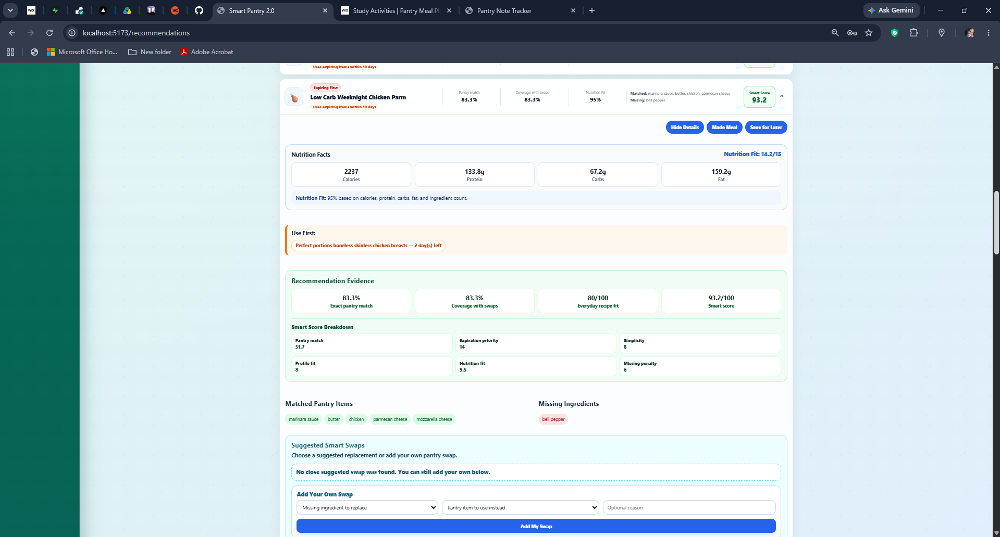 Smart Pantry 2.0
Study Activities | Pantry Meal Pl
Pantry Note Tracker
Ask Gemini
localhost:5173/recommendations
Microsoft Office Ho...
New folder
Adobe Acrobat
Uses expiring items within 10 days
Expiring First
Low Carb Weeknight Chicken Parm
Uses expiring items within 10 days
Pantry match
83.3%
Coverage with swaps
83.3%
Nutrition Fit
95%
Matched: marinara sauce, butter, chicken, parmesan cheese
Missing: bell pepper
Smart Score
93.2
Hide Details
Made Meal
Save for Later
Nutrition Facts
Nutrition Fit: 14.2/15
2237
Calories
133.8g
Protein
67.2g
Carbs
159.2g
Fat
Nutrition Fit: 95% based on calories, protein, carbs, fat, and ingredient count.
Use First:
Perfect portions boneless skinless chicken breasts — 2 day(s) left
Recommendation Evidence
83.3%
Exact pantry match
83.3%
Coverage with swaps
80/100
Everyday recipe fit
93.2/100
Smart score
Smart Score Breakdown
Pantry match
51.7
Expiration priority
14
Simplicity
8
Profile fit
8
Nutrition fit
9.5
Missing penalty
6
Matched Pantry Items
marinara sauce
butter
chicken
parmesan cheese
mozzarella cheese
Missing Ingredients
bell pepper
Suggested Smart Swaps
Choose a suggested replacement or add your own pantry swap.
No close suggested swap was found. You can still add your own below.
Add Your Own Swap
Missing ingredient to replace
Pantry item to use instead
Optional reason
Add My Swap